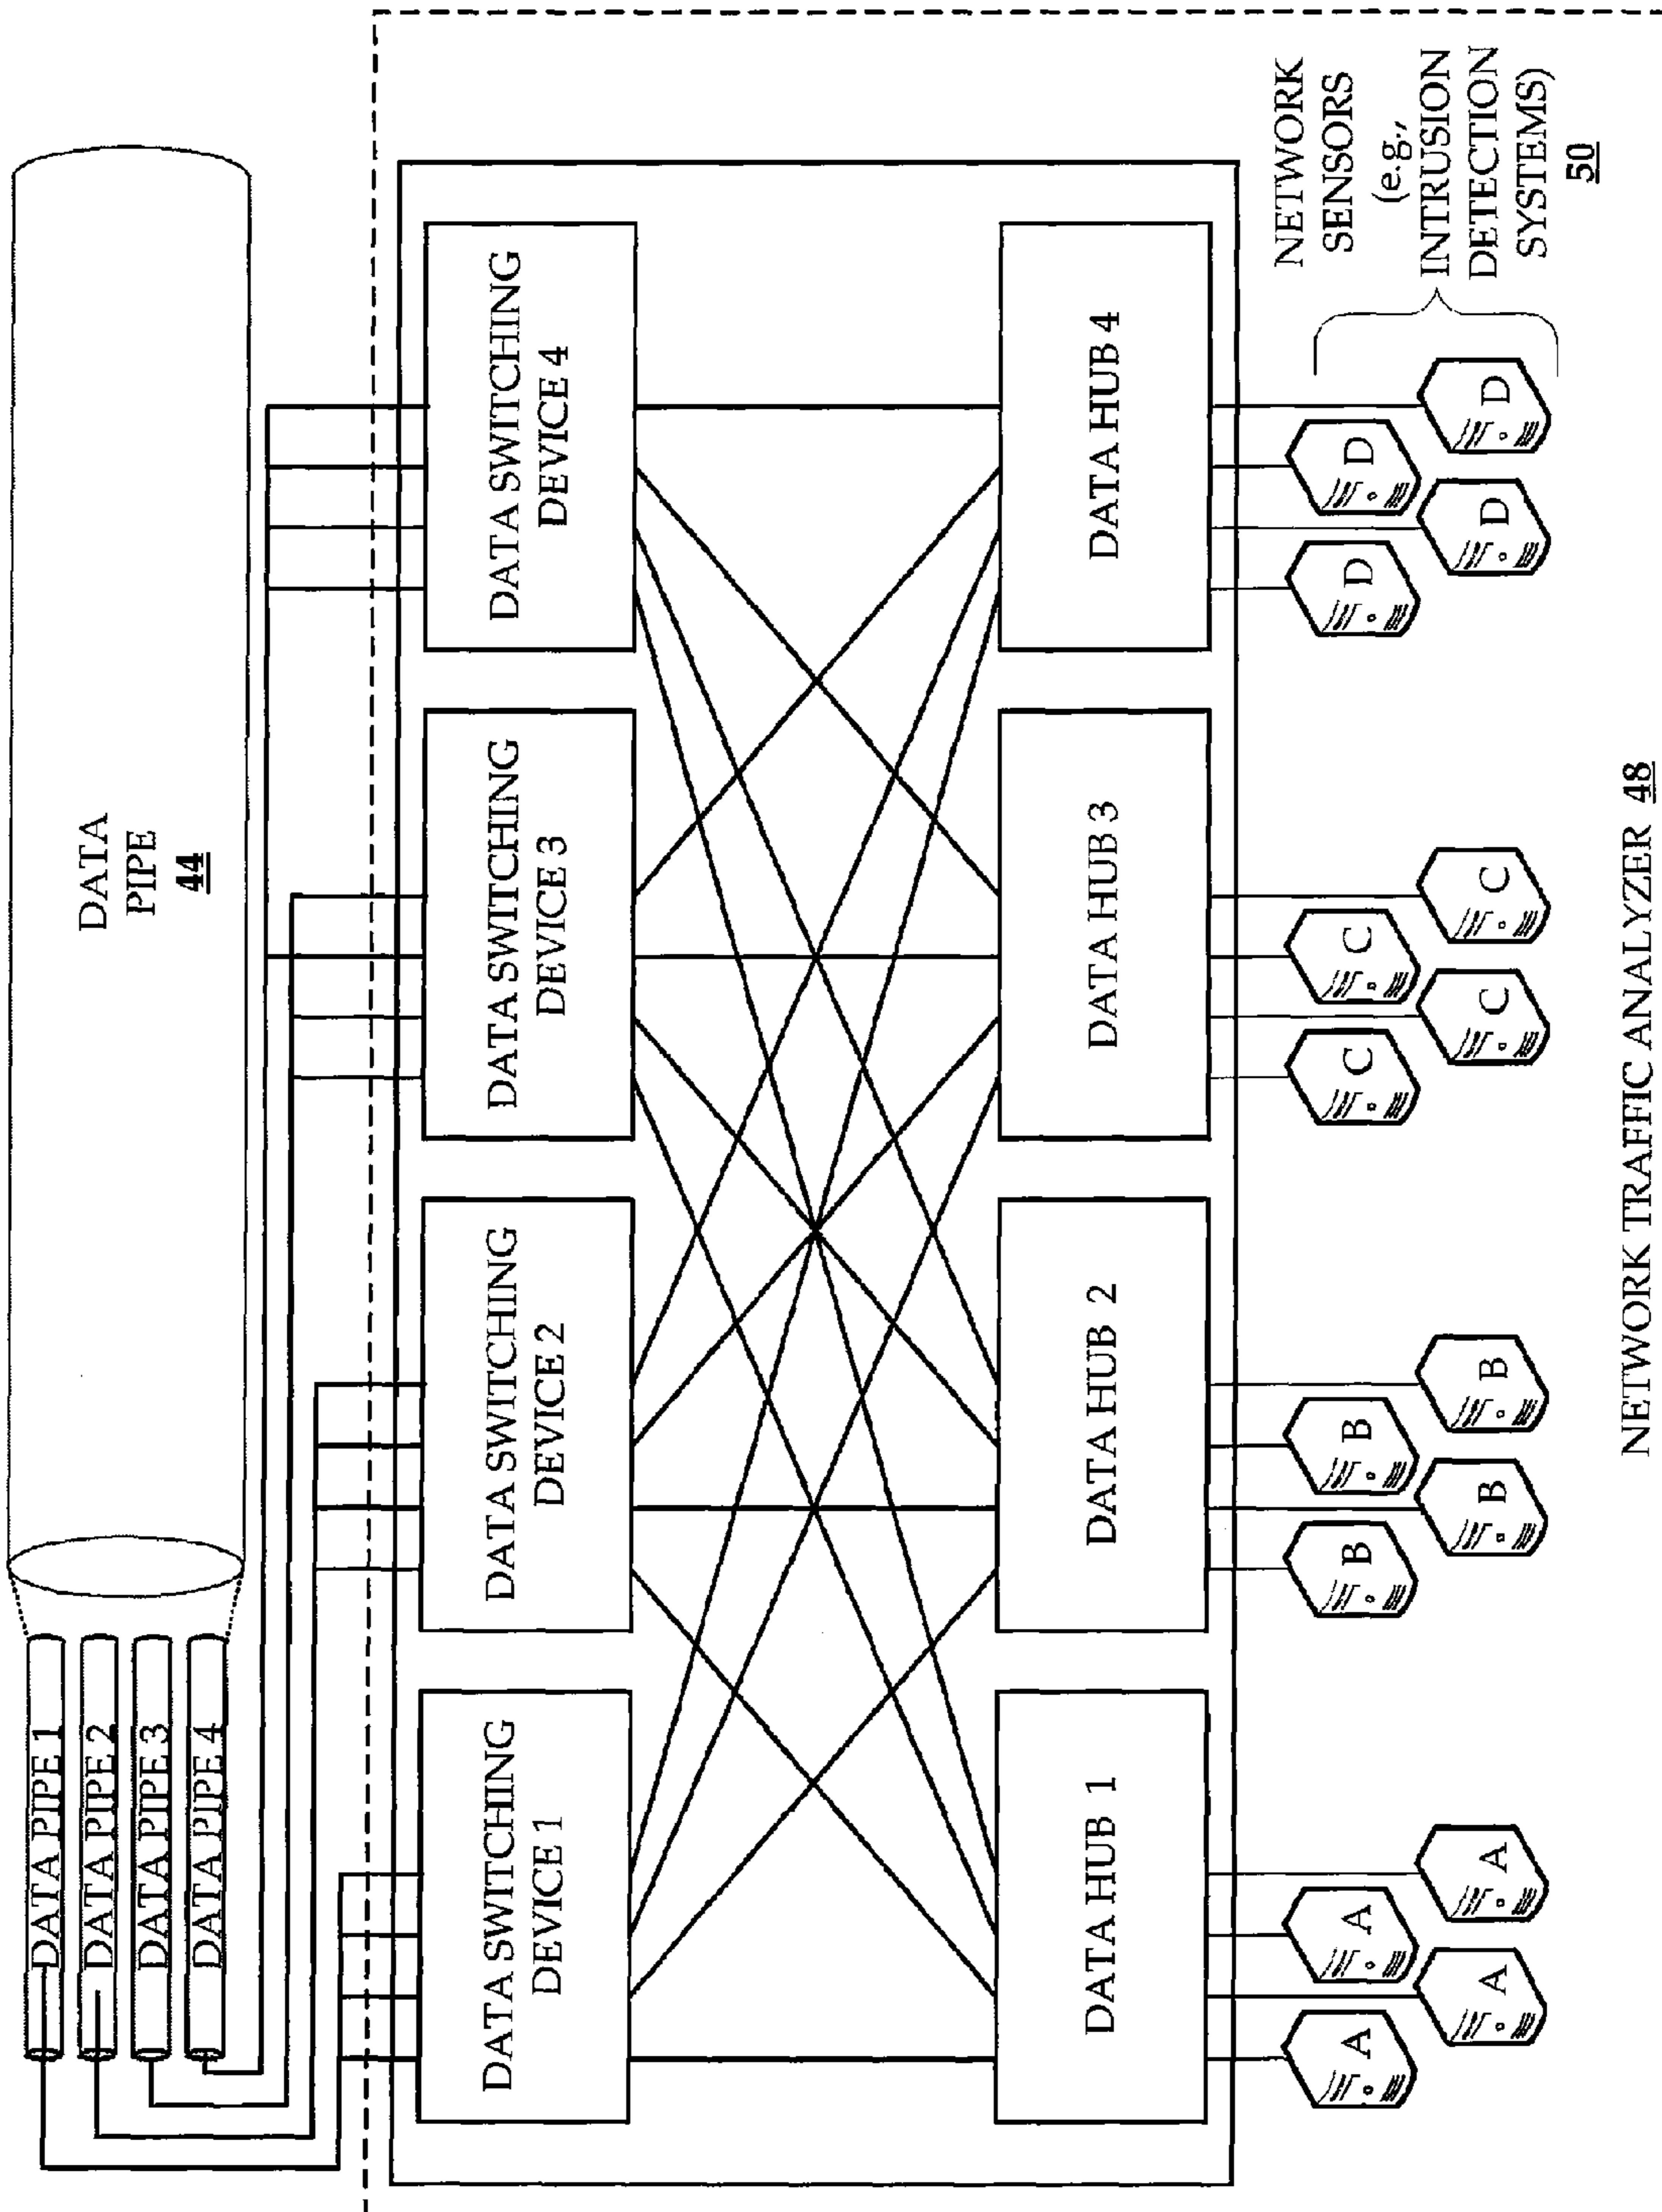 DATA
PIPE
44
DATA PIPE 1
DATA PIPE 2
DATA PIPE 3
DATA PIPE 4
DATA SWITCHING
DEVICE 1
DATA SWITCHING
DEVICE 2
DATA SWITCHING
DEVICE 3
DATA SWITCHING
DEVICE 4
DATA HUB 1
DATA HUB 2
DATA HUB 3
DATA HUB 4
A
A
A
A
B
B
B
B
C
C
C
C
D
D
D
D
NETWORK
SENSORS
(e.g.,
INTRUSION
DETECTION
SYSTEMS)
50
NETWORK TRAFFIC ANALYZER 48